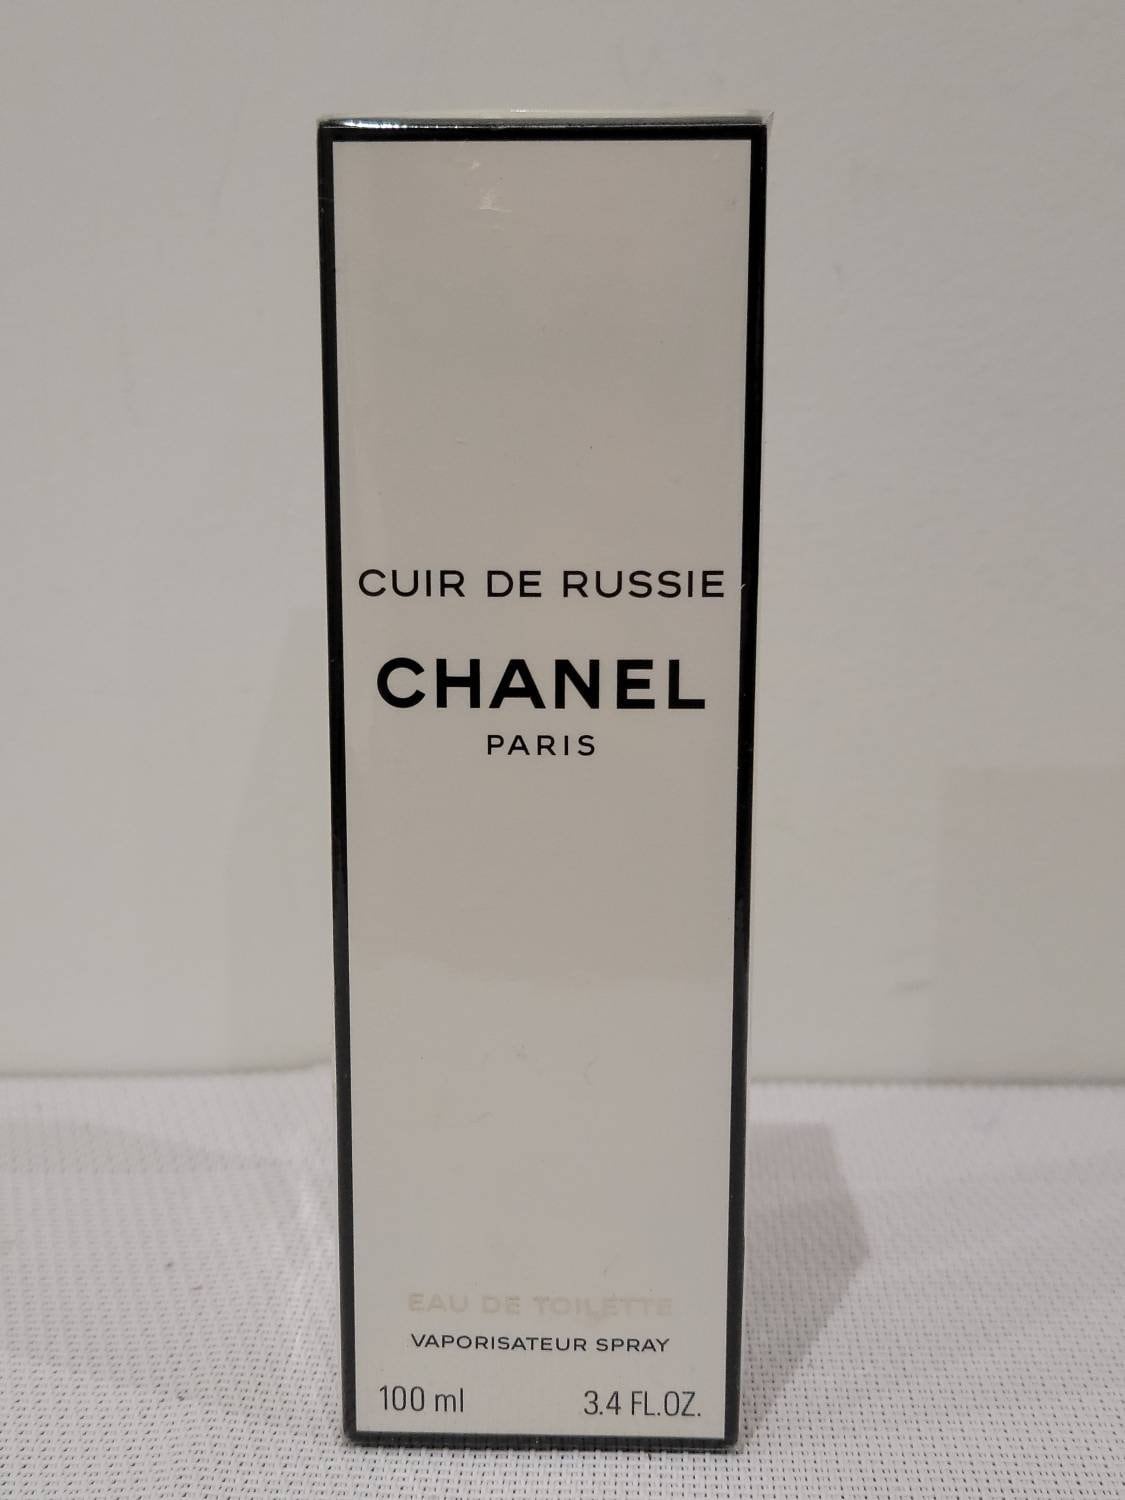 CUIR DE RUSSIE
CHANEL
PARIS
EAU DE TOILETTE
VAPORISATEUR SPRAY
100 ml 3.4 FL.OZ.